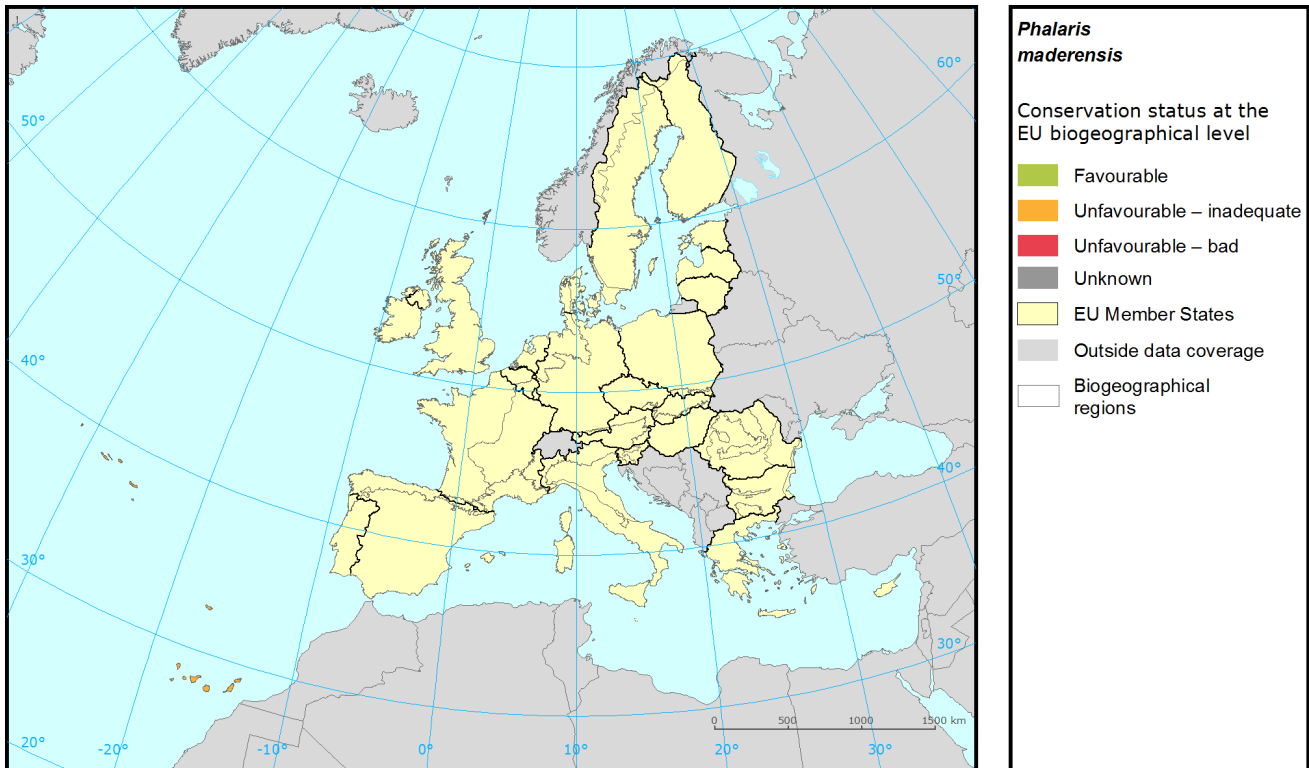 Phalaris
maderensis
Conservation status at the
EU biogeographical level
Favourable
Unfavourable – inadequate
Unfavourable – bad
Unknown
EU Member States
Outside data coverage
Biogeographical
regions
60°
50°
50°
40°
40°
30°
30°
0 500 1000 1500 km
20° -20° -10° 0° 10° 20° 30°